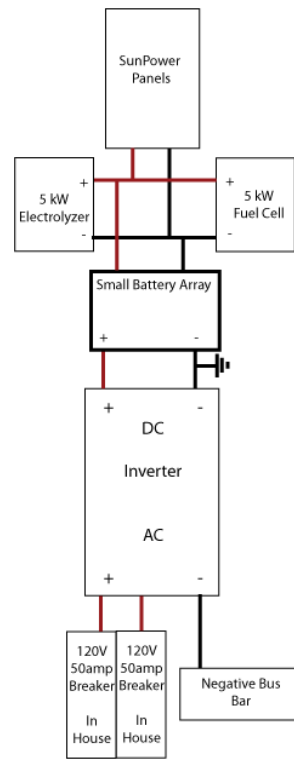 SunPower
Panels
+
5 kW
Electrolyzer
-
+
5 kW
Fuel Cell
-
Small Battery Array
+ -
+ -
DC
Inverter
AC
+ -
120V
50amp
Breaker
In
House
120V
50amp
Breaker
In
House
Negative Bus
Bar